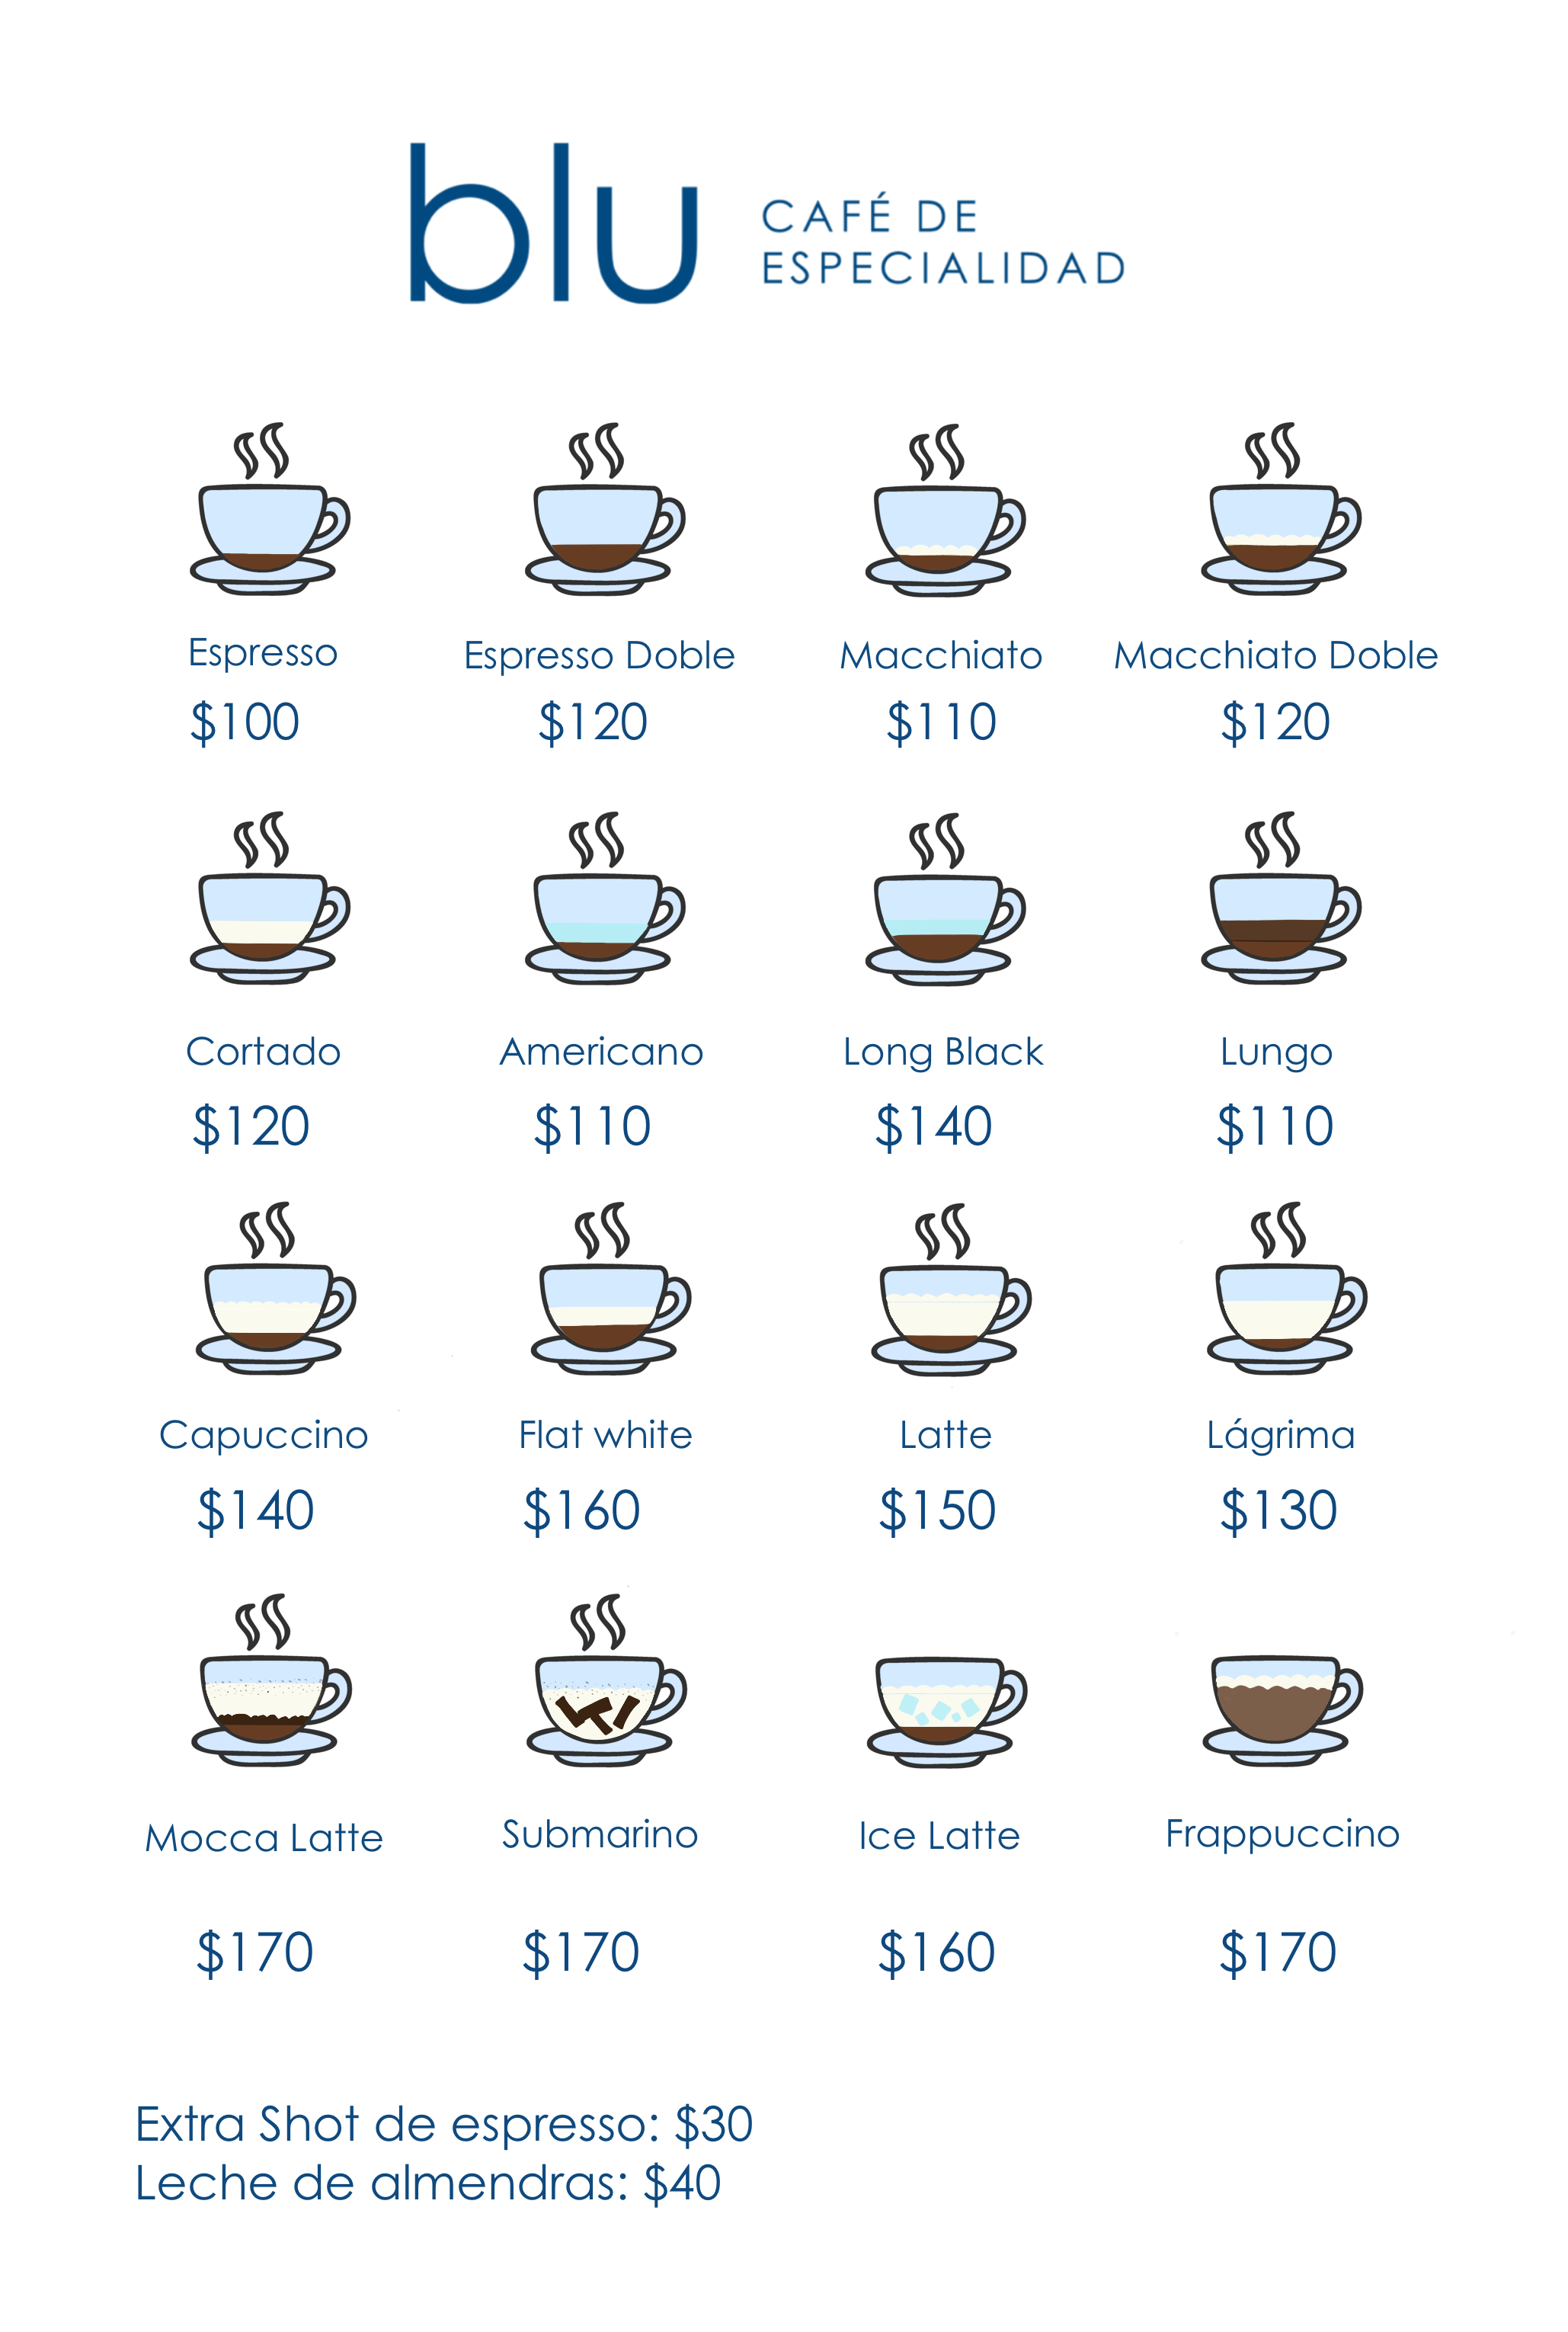 blu
CAFÉ DE
ESPECIALIDAD
Espresso
Espresso Doble
Macchiato
Macchiato Doble
$100
$120
$110
$120
Cortado
Americano
Long Black
Lungo
$120
$110
$140
$110
Capuccino
Flat white
Latte
Lágrima
$140
$160
$150
$130
Mocca Latte
Submarino
Ice Latte
Frappuccino
$170
$170
$160
$170
Extra Shot de espresso: $30
Leche de almendras: $40